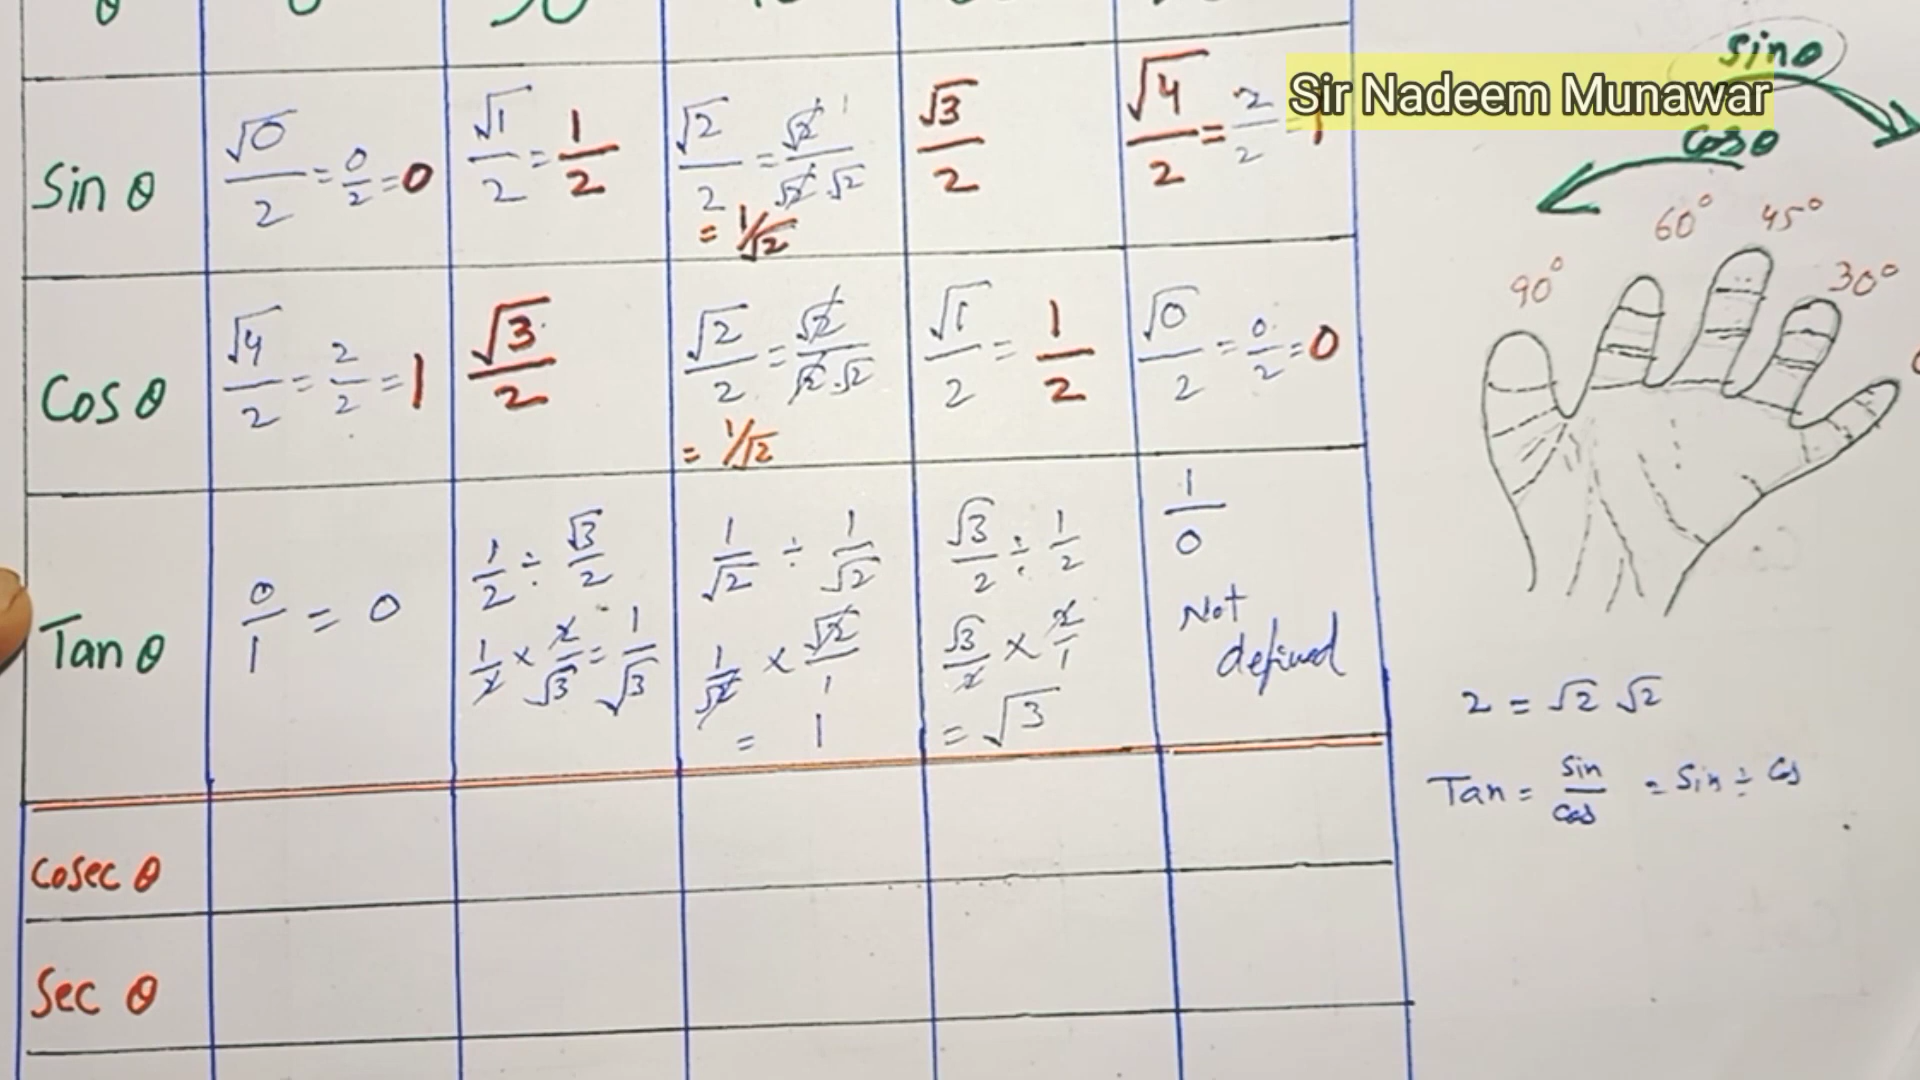 θ
Sir Nadeem Munawar
Sinθ
Cosθ
Sin θ
√0/2 = 0/2 = 0
√1/2 = 1/2
√2/2 = √2/√2·√2 1
= 1/√2
√3/2
√4/2 = 2/2 = 1
Cos θ
√4/2 = 2/2 = 1
√3/2
√2/2 = √2/√2·√2
= 1/√2
√1/2 = 1/2
√0/2 = 0/2 = 0
Tan θ
0/1 = 0
1/2 ÷ √3/2
1/2 × 2/√3 = 1/√3
1/√2 ÷ 1/√2
1/√2 × √2/1
= 1
√3/2 ÷ 1/2
√3/2 × 2/1
= √3
1/0
Not
defined
Cosec θ
Sec θ
90°
60°
45°
30°
2 = √2 √2
Tan = Sin/Cos = Sin ÷ Cos